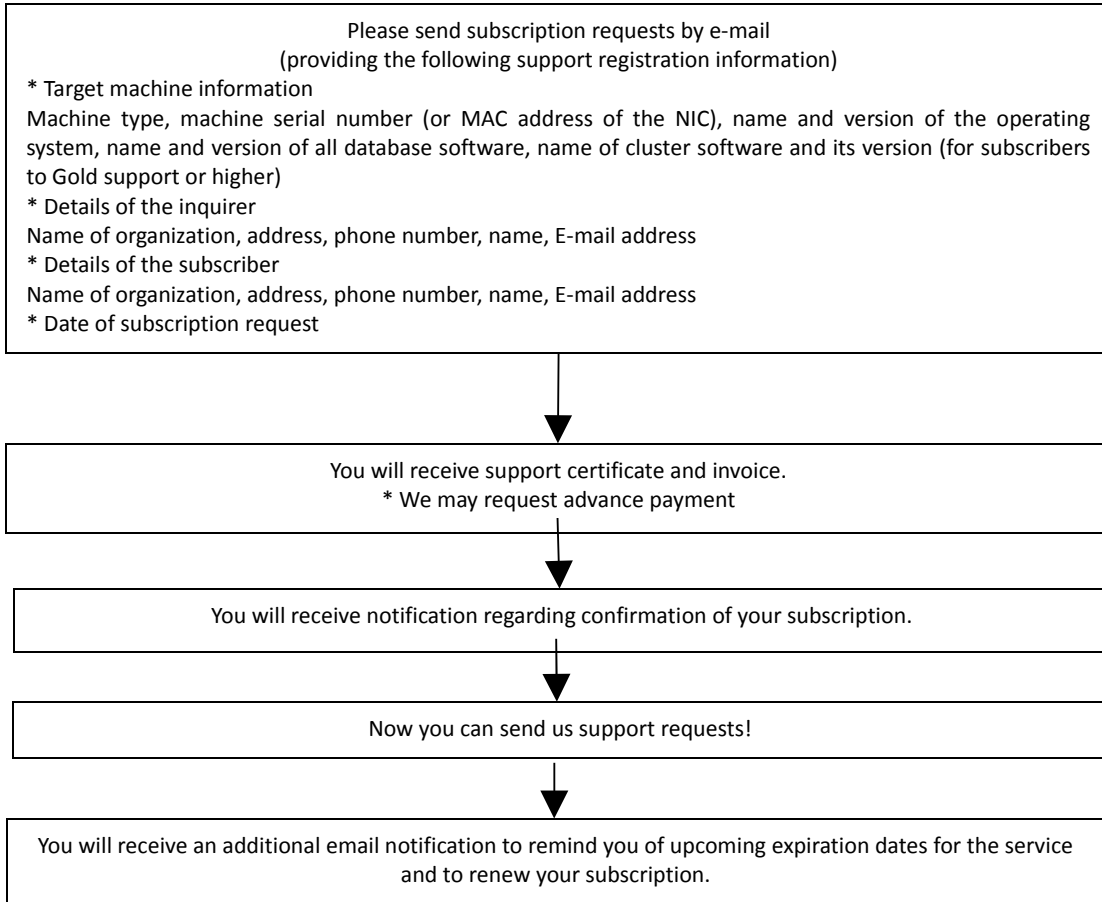 Please send subscription requests by e-mail
(providing the following support registration information)
* Target machine information
Machine type, machine serial number (or MAC address of the NIC), name and version of the operating
system, name and version of all database software, name of cluster software and its version (for subscribers
to Gold support or higher)
* Details of the inquirer
Name of organization, address, phone number, name, E-mail address
* Details of the subscriber
Name of organization, address, phone number, name, E-mail address
* Date of subscription request
You will receive support certificate and invoice.
* We may request advance payment
You will receive notification regarding confirmation of your subscription.
Now you can send us support requests!
You will receive an additional email notification to remind you of upcoming expiration dates for the service
and to renew your subscription.